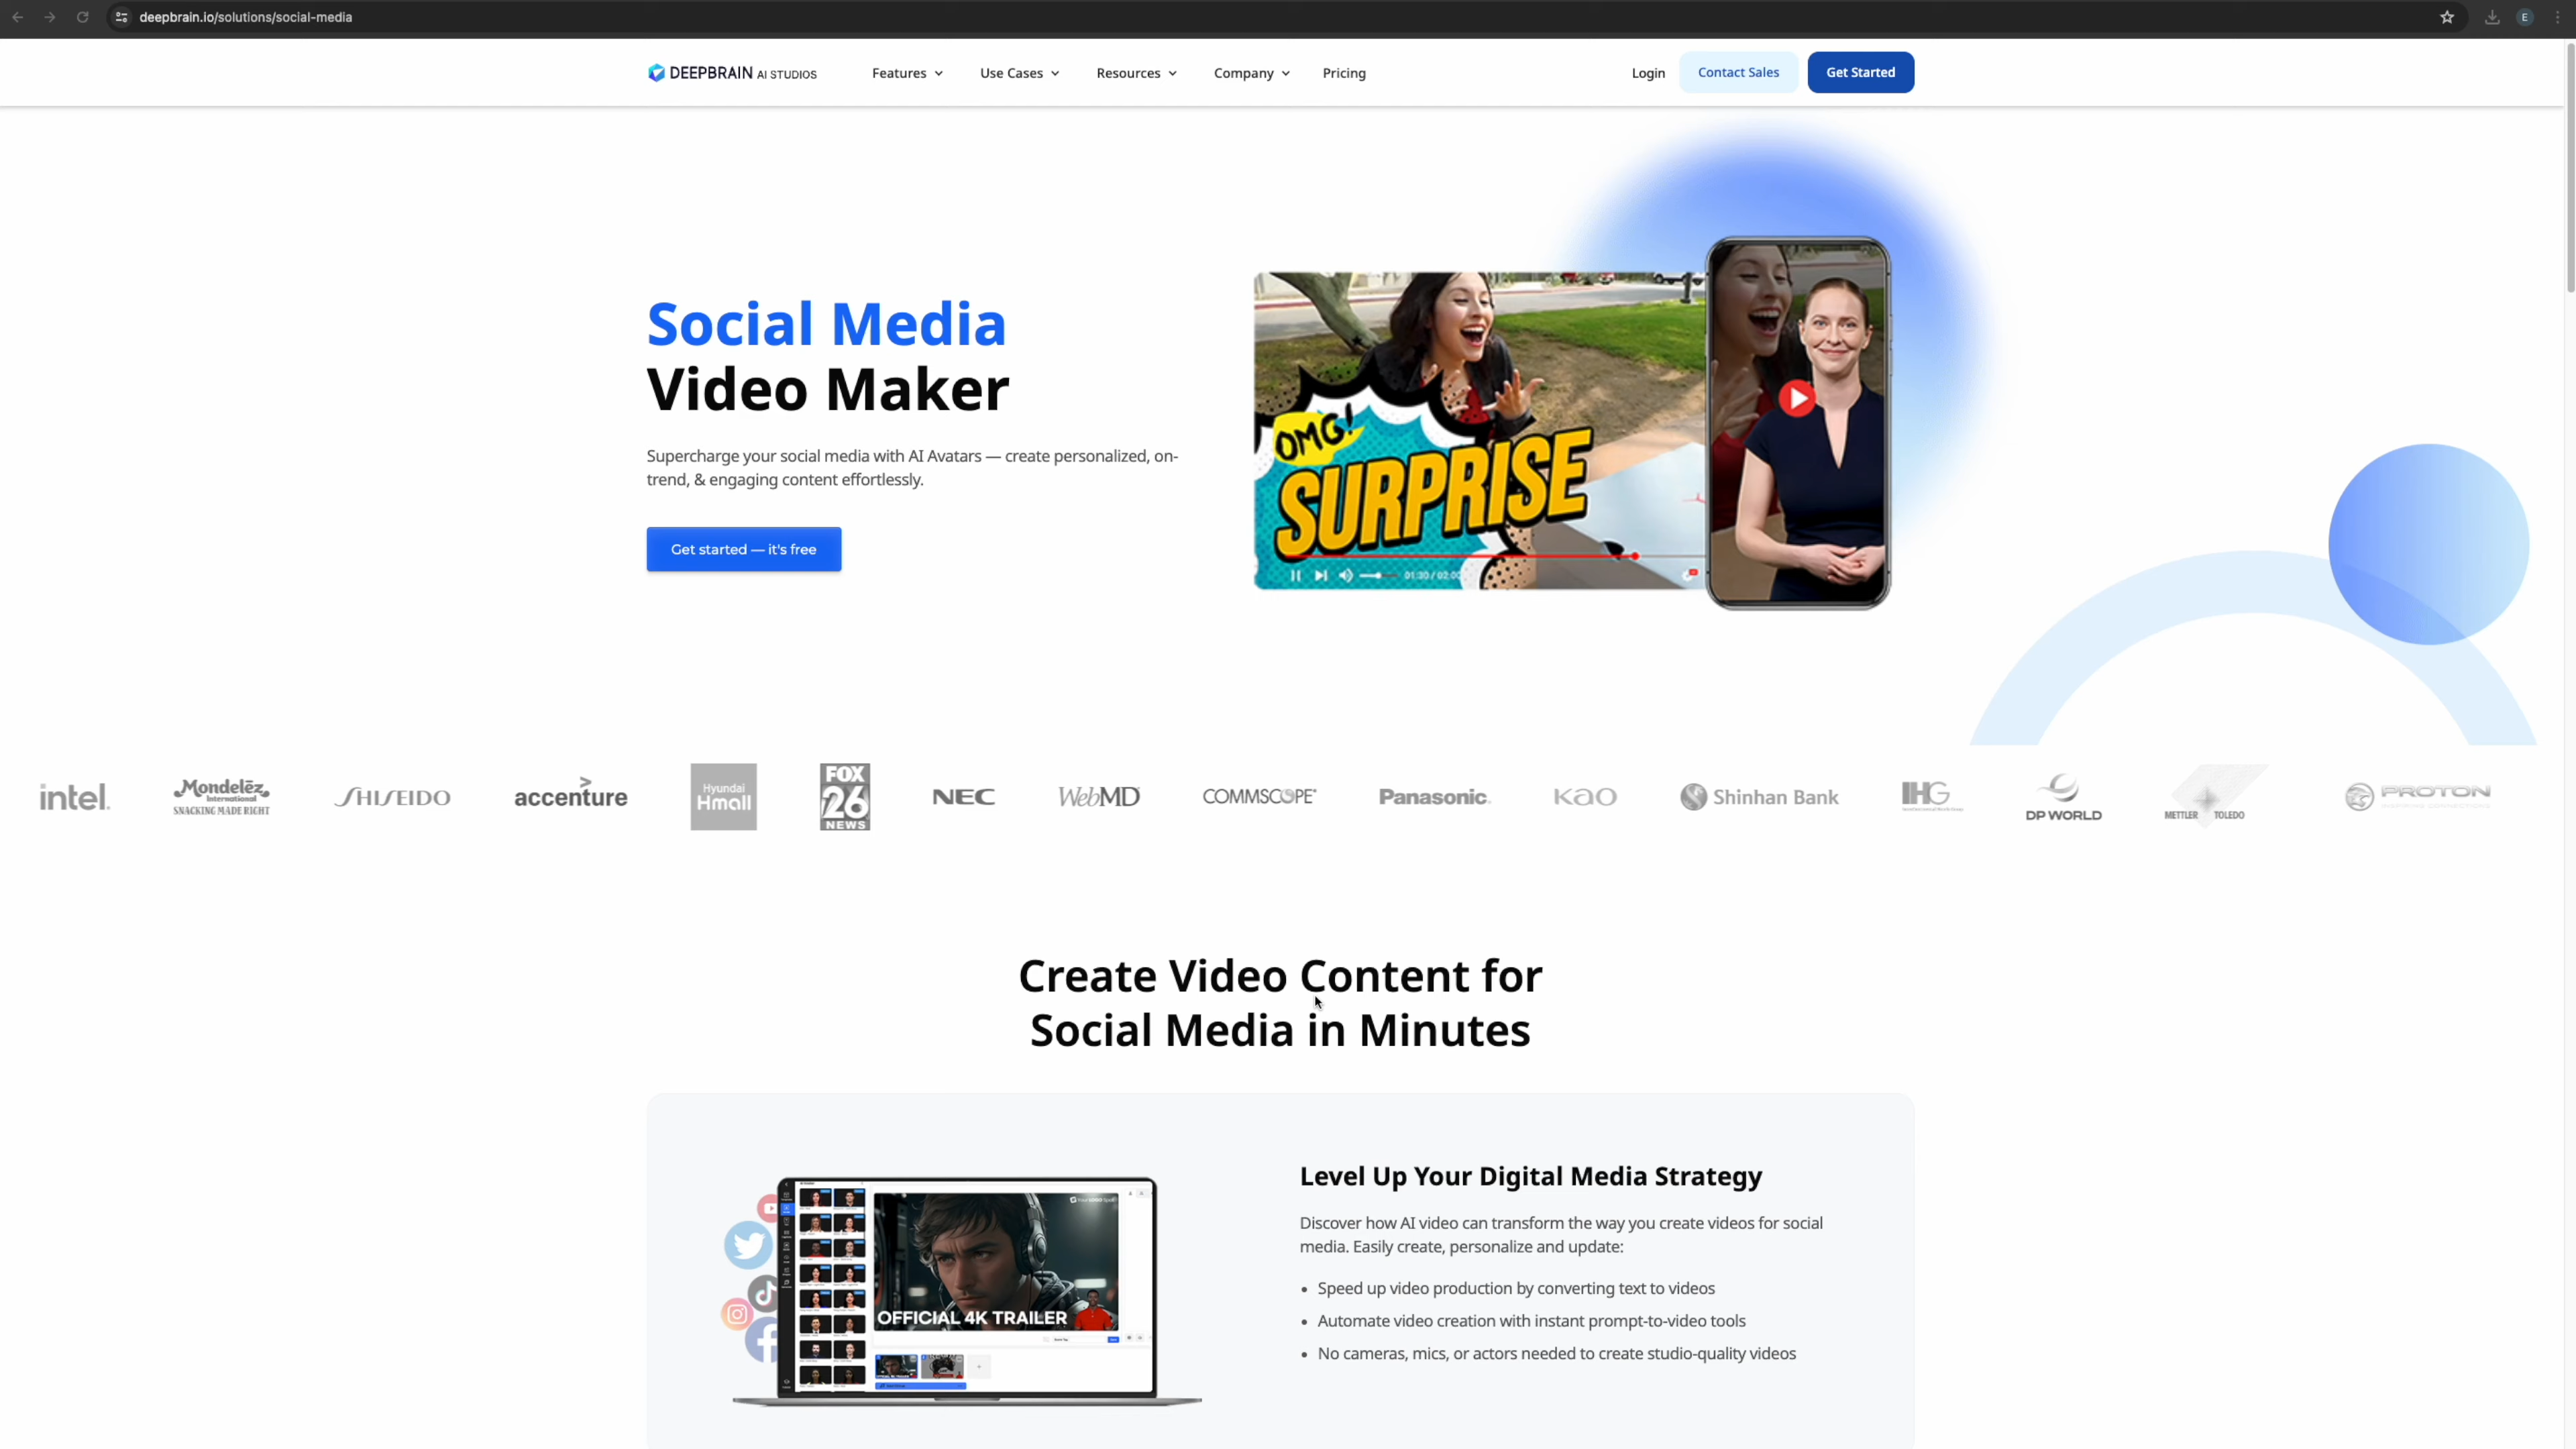 deepbrain.io/solutions/social-media
E
DEEPBRAIN AI STUDIOS
Features
Use Cases
Resources
Company
Pricing
Login
Contact Sales
Get Started
Social Media
Video Maker
Supercharge your social media with AI Avatars — create personalized, on-
trend, & engaging content effortlessly.
Get started — it's free
OMG!
SURPRISE
01:30 / 02:00
intel.
Mondelēz
International
SNACKING MADE RIGHT
SHISEIDO
accenture
Hyundai
Hmall
FOX
26
NEWS
NEC
WebMD
COMMSCOPE
Panasonic
Kao
Shinhan Bank
IHG
DP WORLD
METTLER TOLEDO
PROTON
Create Video Content for
Social Media in Minutes
OFFICIAL 4K TRAILER
Level Up Your Digital Media Strategy
Discover how AI video can transform the way you create videos for social
media. Easily create, personalize and update:
• Speed up video production by converting text to videos
• Automate video creation with instant prompt-to-video tools
• No cameras, mics, or actors needed to create studio-quality videos